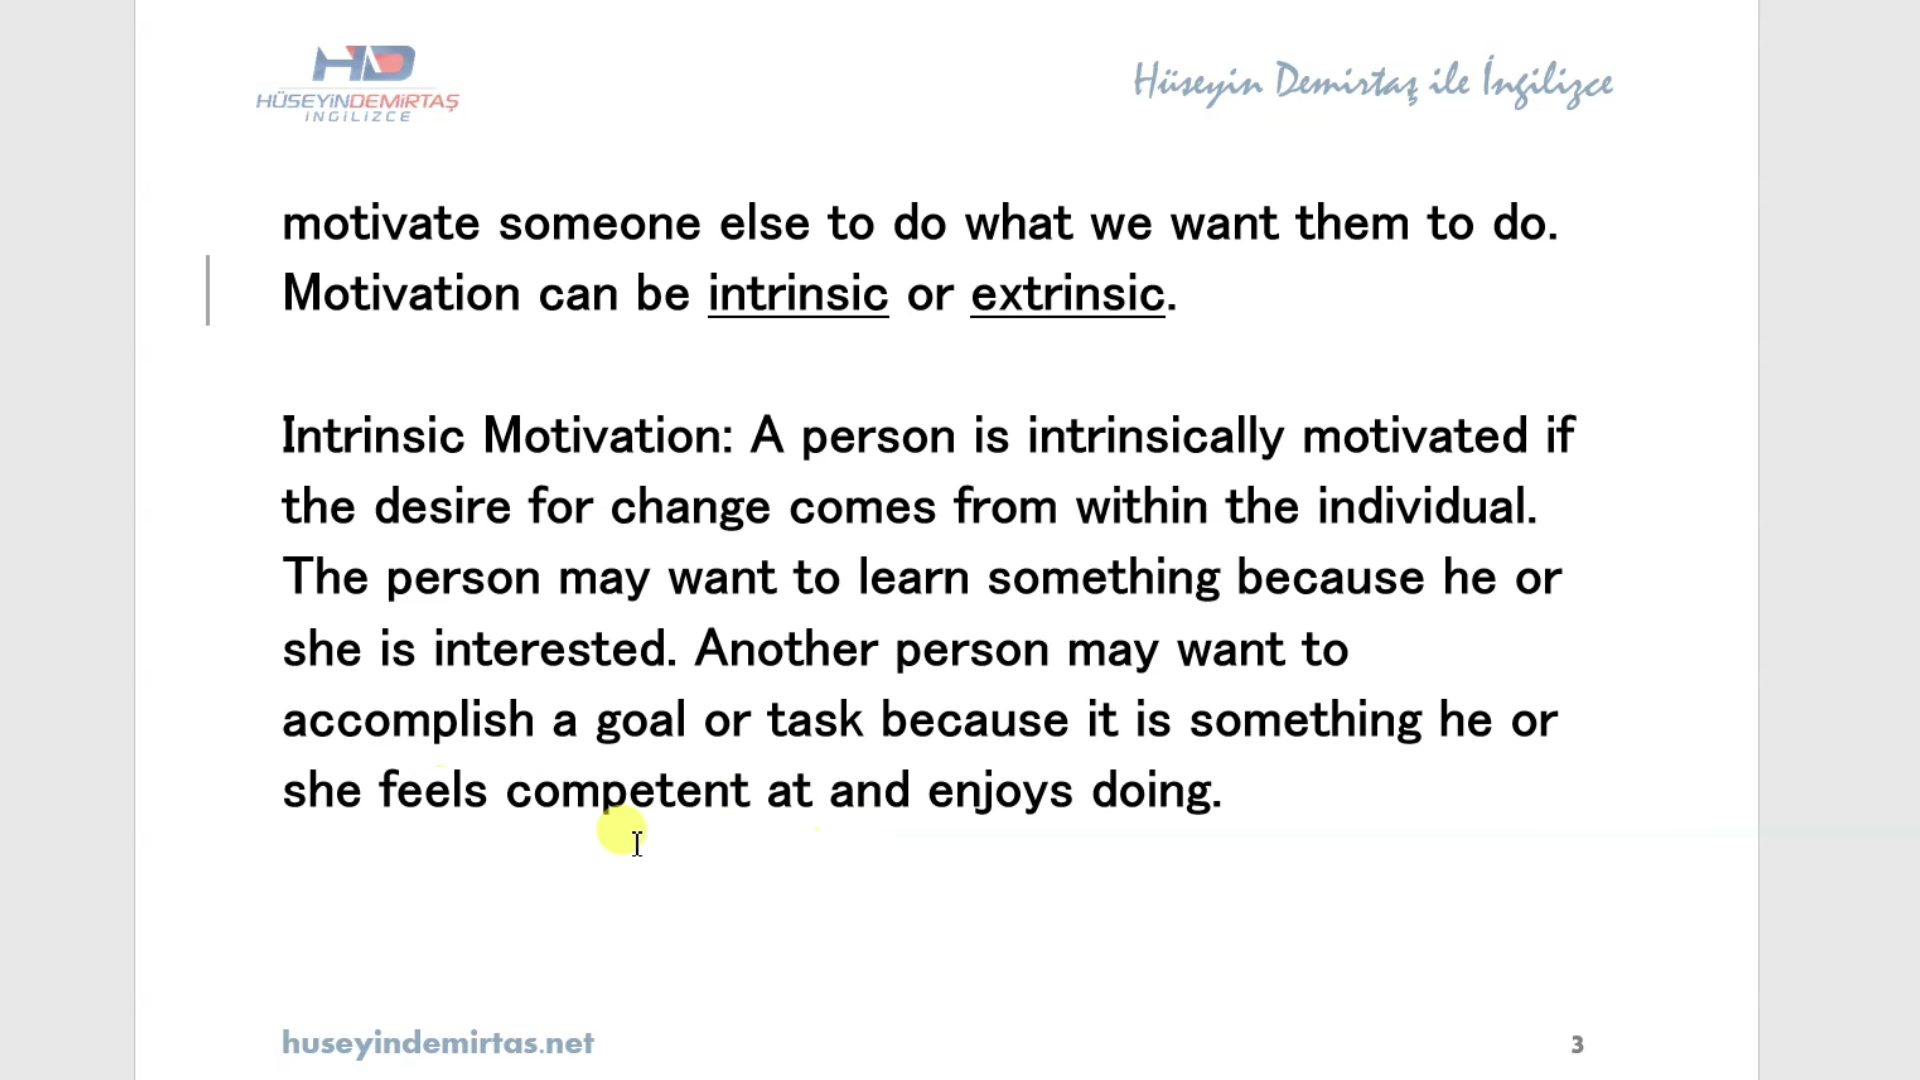 HD
HÜSEYiNDEMiRTAŞ
İNGİLİZCE
Hüseyin Demirtaş ile İngilizce
motivate someone else to do what we want them to do.
Motivation can be intrinsic or extrinsic.
Intrinsic Motivation: A person is intrinsically motivated if
the desire for change comes from within the individual.
The person may want to learn something because he or
she is interested. Another person may want to
accomplish a goal or task because it is something he or
she feels competent at and enjoys doing.
huseyindemirtas.net
3